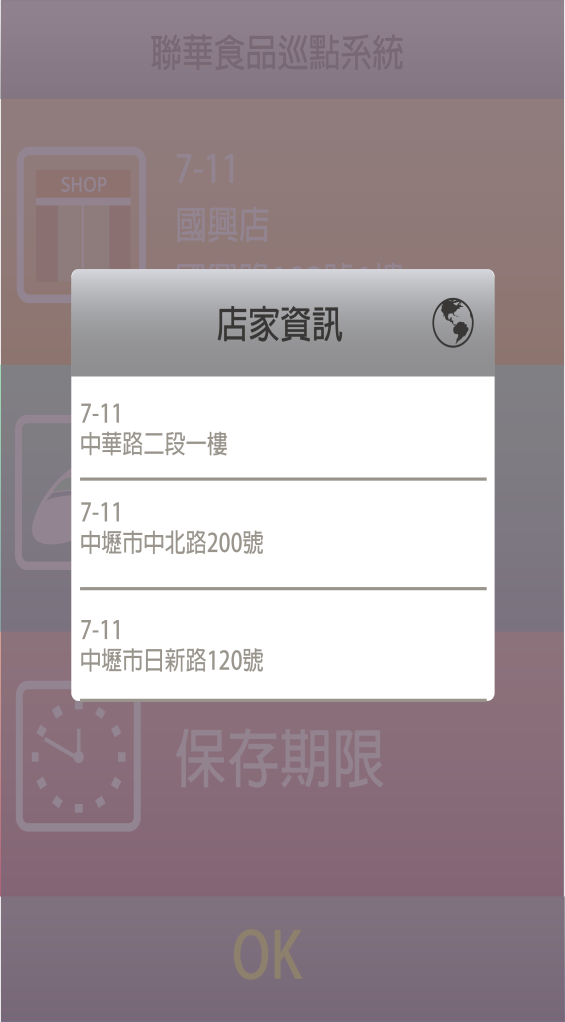 聯華食品巡點系統
SHOP
7-11
國興店
店家資訊
7-11
中華路二段一樓
7-11
中壢市中北路200號
7-11
中壢市日新路120號
保存期限
OK